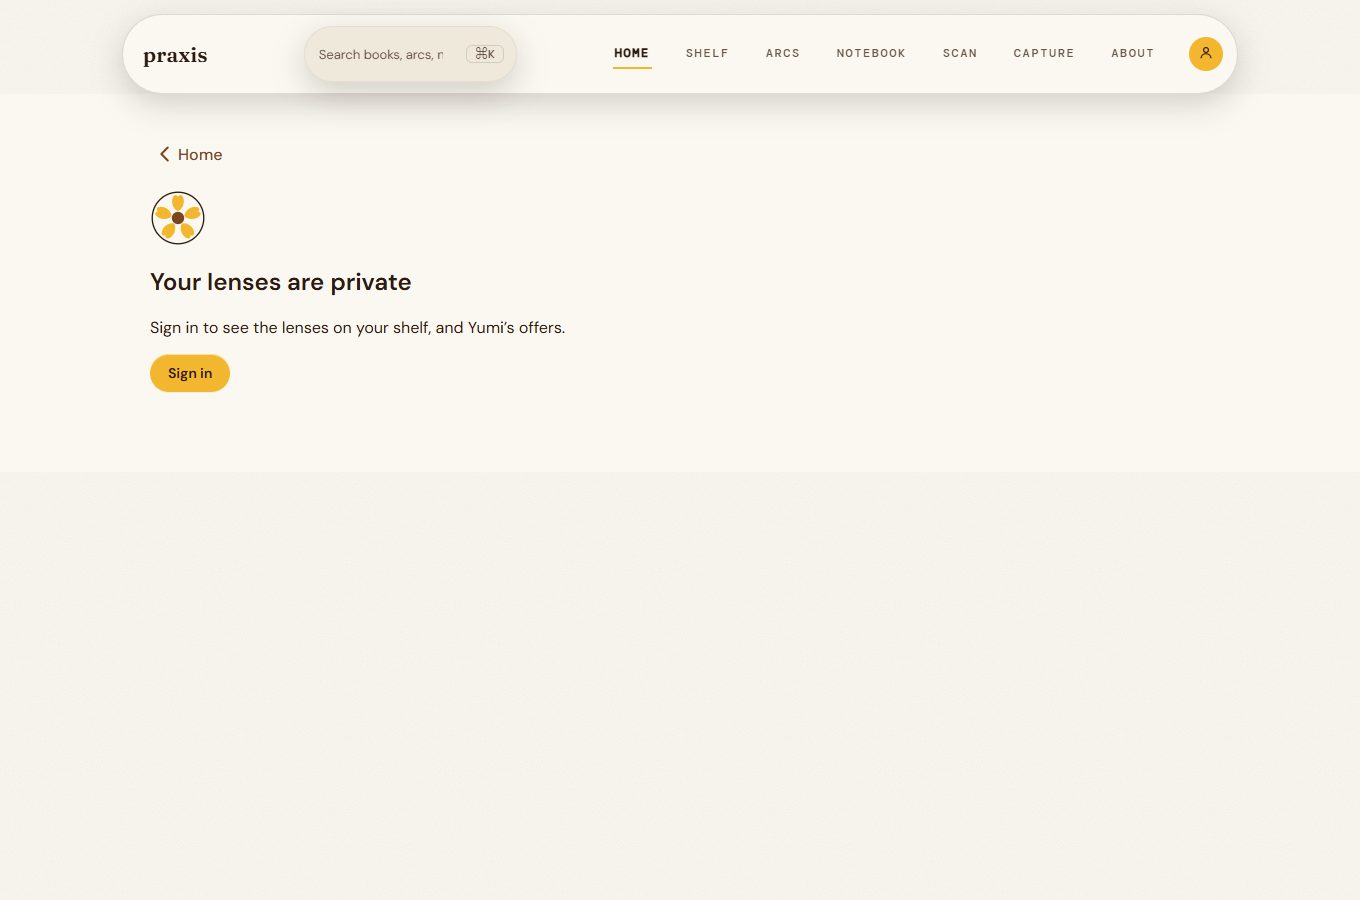 praxis
Search books, arcs, n
⌘K
HOME
SHELF
ARCS
NOTEBOOK
SCAN
CAPTURE
ABOUT
Home
Your lenses are private
Sign in to see the lenses on your shelf, and Yumi’s offers.
Sign in